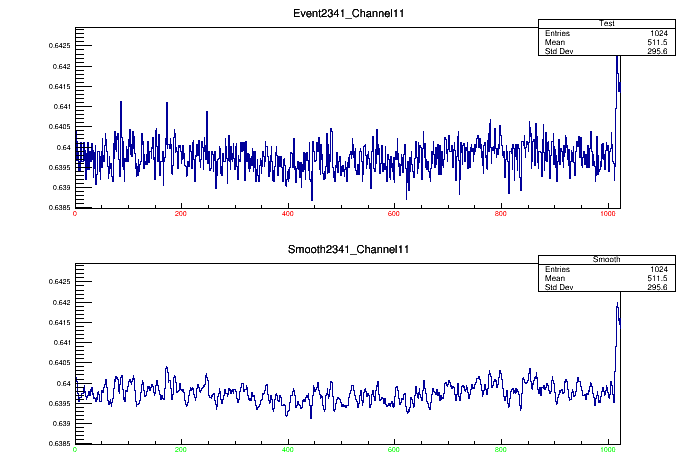 Event2341_Channel11
Test
Entries 1024
Mean 511.5
Std Dev 295.6
0.6425
0.642
0.6415
0.641
0.6405
0.64
0.6395
0.639
0.6385
0 200 400 600 800 1000
Smooth2341_Channel11
Smooth
Entries 1024
Mean 511.5
Std Dev 295.6
0.6425
0.642
0.6415
0.641
0.6405
0.64
0.6395
0.639
0.6385
0 200 400 600 800 1000